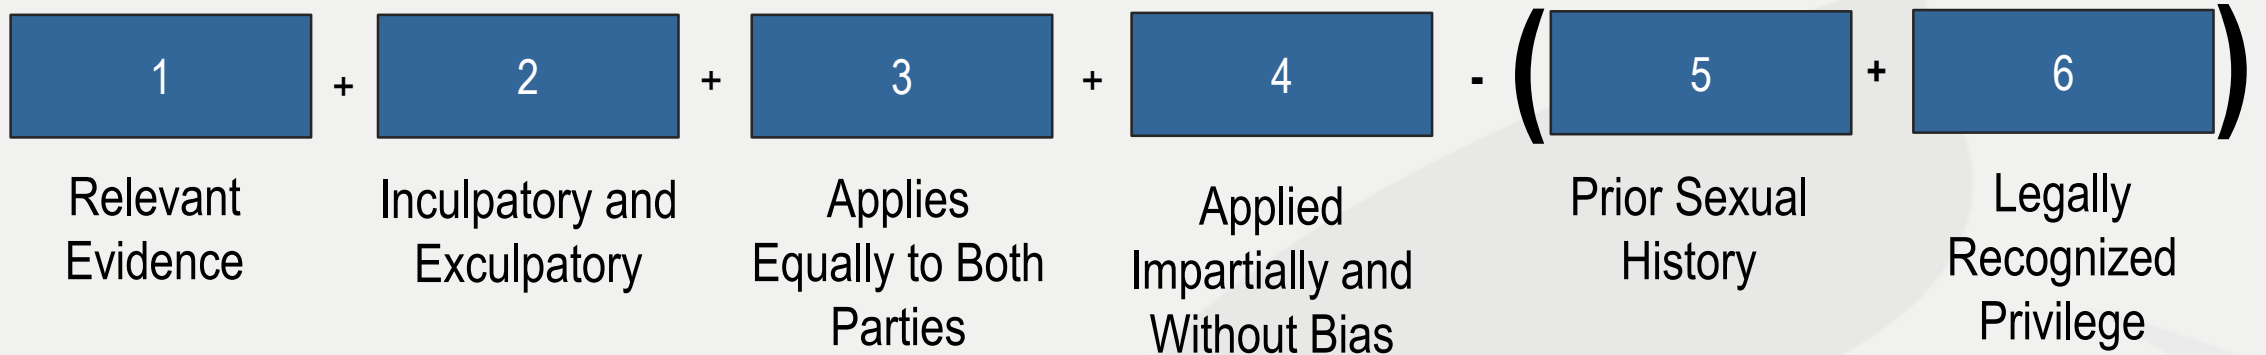 1 + 2 + 3 + 4 - ( 5 + 6 )
Relevant
Evidence
Inculpatory and
Exculpatory
Applies
Equally to Both
Parties
Applied
Impartially and
Without Bias
Prior Sexual
History
Legally
Recognized
Privilege